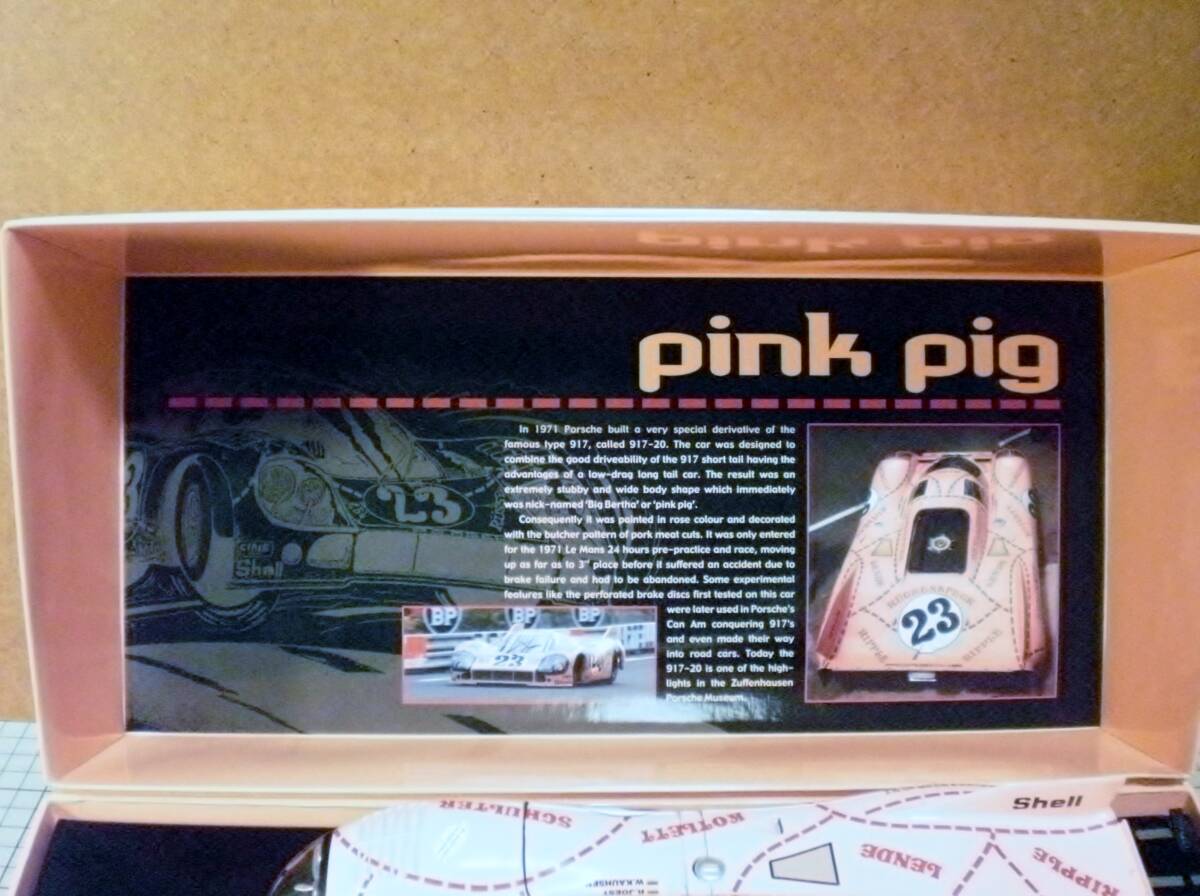 pink pig
In 1971 Porsche built a very special derivative of the
famous type 917, called 917-20. The car was designed to
combine the good driveability of the 917 short tail having the
advantages of a low-drag long tail car. The result was an
extremely stubby and wide body shape which immediately
was nick-named 'Big Bertha' or 'pink pig'.
Consequently it was painted in rose colour and decorated
with the butcher pattern of pork meat cuts. It was only entered
for the 1971 Le Mans 24 hours pre-practice and race, moving
up as far as to 3rd place before it suffered an accident due to
brake failure and had to be abandoned. Some experimental
features like the perforated brake discs first tested on this car
were later used in Porsche's
Can Am conquering 917's
and even made their way
into road cars. Today the
917-20 is one of the high-
lights in the Zuffenhausen
Porsche Museum.
23
Shell
BP BP BP
23
23
RIPPLE
RIPPLE
Shell
SCHULTER
KOTLETT
LENDE
RIPPLE
R.JOEST
W.KAUHSEN